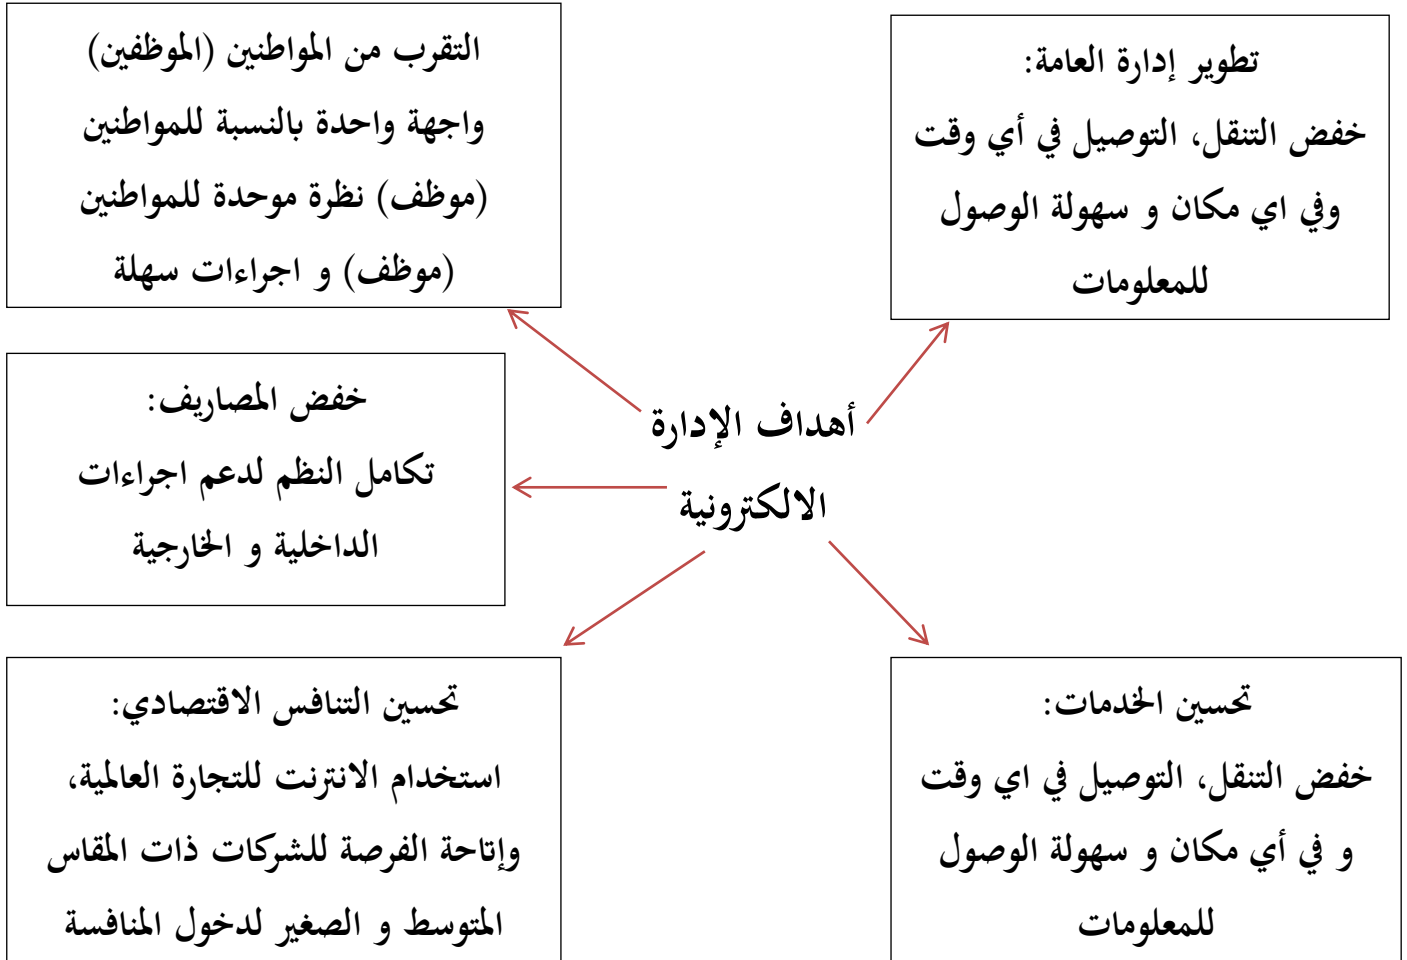 تطوير إدارة العامة:
خفض التنقل، التوصيل في أي وقت
وفي اي مكان و سهولة الوصول
للمعلومات
التقرب من المواطنين (الموظفين)
واجهة واحدة بالنسبة للمواطنين
(موظف) نظرة موحدة للمواطنين
(موظف) و اجراءات سهلة
أهداف الإدارة
الالكترونية
خفض المصاريف:
تكامل النظم لدعم اجراءات
الداخلية و الخارجية
تحسين الخدمات:
خفض التنقل، التوصيل في اي وقت
و في أي مكان و سهولة الوصول
للمعلومات
تحسين التنافس الاقتصادي:
استخدام الانترنت للتجارة العالمية،
وإتاحة الفرصة للشركات ذات المقاس
المتوسط و الصغير لدخول المنافسة